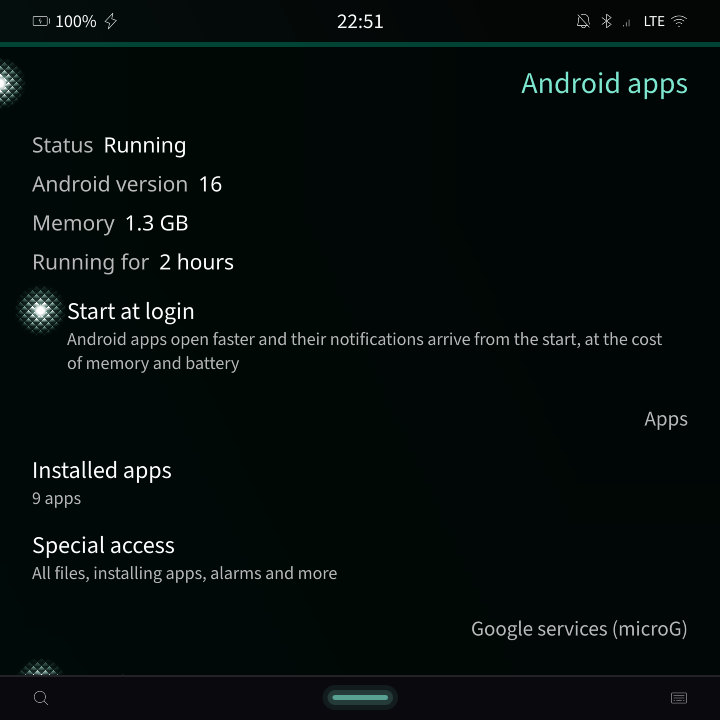 100%
22:51
LTE
Android apps
Status Running
Android version 16
Memory 1.3 GB
Running for 2 hours
Start at login
Android apps open faster and their notifications arrive from the start, at the cost
of memory and battery
Apps
Installed apps
9 apps
Special access
All files, installing apps, alarms and more
Google services (microG)